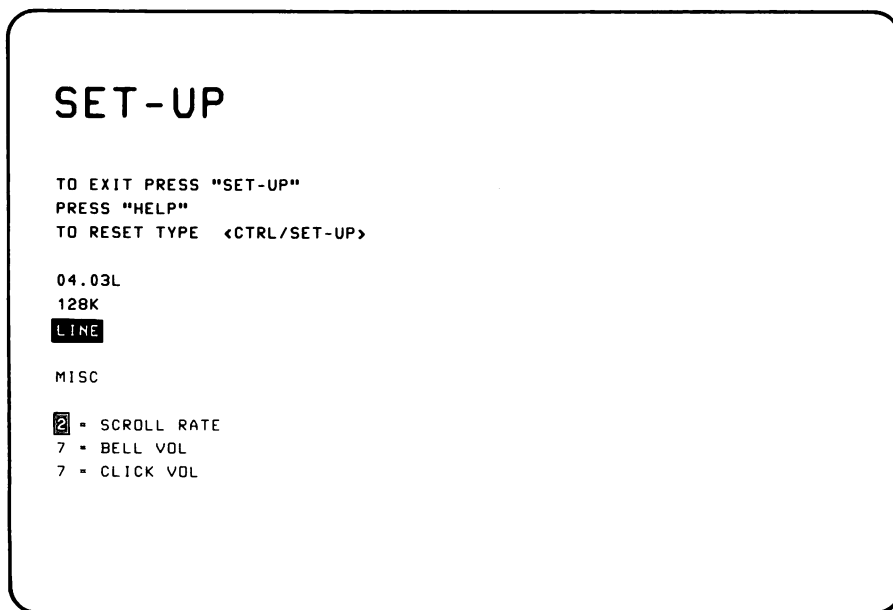 SET-UP
TO EXIT PRESS "SET-UP"
PRESS "HELP"
TO RESET TYPE <CTRL/SET-UP>
04.03L
128K
LINE
MISC
2 = SCROLL RATE
7 = BELL VOL
7 = CLICK VOL